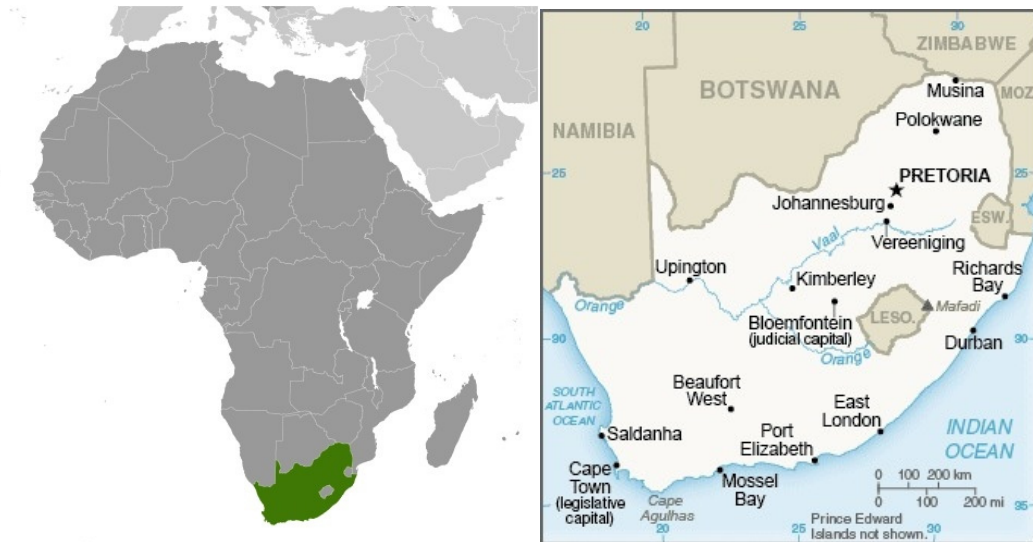 20
30
ZIMBABWE
BOTSWANA
Musina
MOZ
NAMIBIA
Polokwane
25
PRETORIA
25
Johannesburg
ESW.
Vaal
Vereeniging
Upington
Kimberley
Richards
Bay
Orange
LESO.
Mafadi
Bloemfontein
(judicial capital)
Orange
Durban
30
30
Beaufort
West
SOUTH
ATLANTIC
OCEAN
East
London
INDIAN
OCEAN
Saldanha
Port
Elizabeth
Cape
Town
(legislative
capital)
Mossel
Bay
Cape
Agulhas
0 100 200 km
0 100 200 mi
Prince Edward
Islands not shown.
20
25
30
35